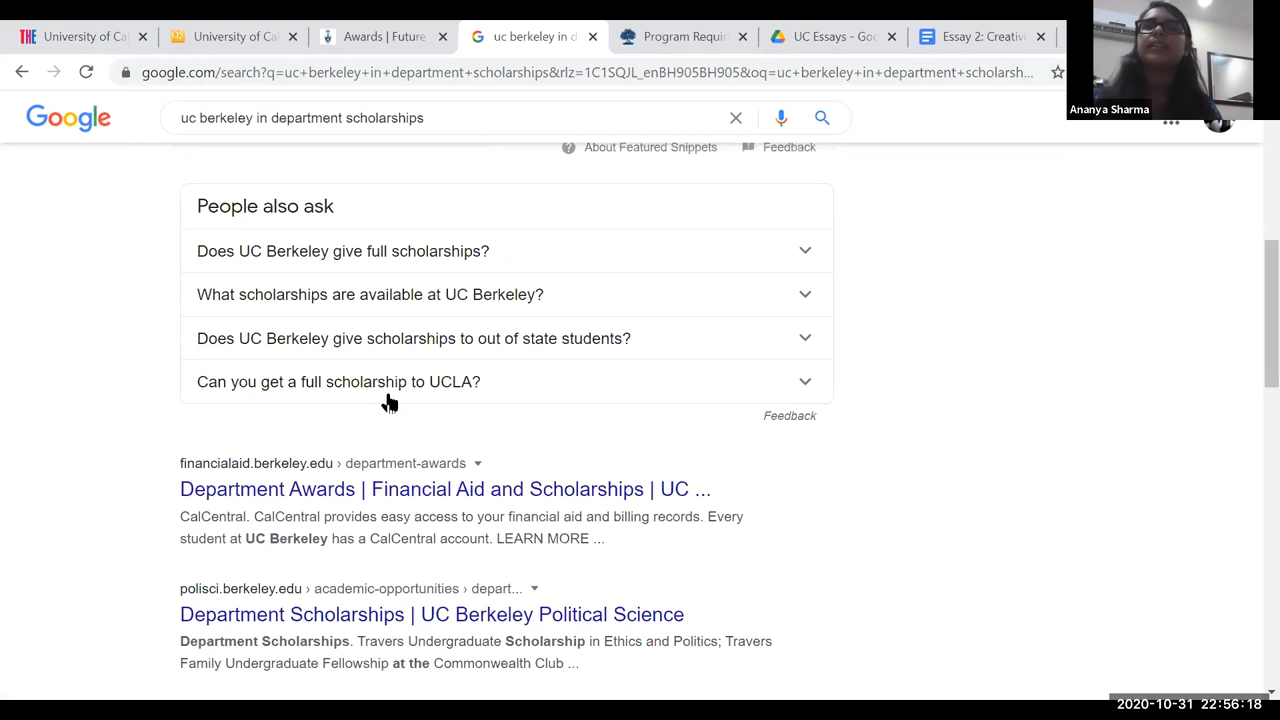 THE University of Ca
University of Ca
Awards | Future
uc berkeley in d
Program Requir
UC Essays - Goo
Essay 2: Creativi
google.com/search?q=uc+berkeley+in+department+scholarships&rlz=1C1SQJL_enBH905BH905&oq=uc+berkeley+in+department+scholarsh...
Ananya Sharma
Google
uc berkeley in department scholarships
About Featured Snippets
Feedback
People also ask
Does UC Berkeley give full scholarships?
What scholarships are available at UC Berkeley?
Does UC Berkeley give scholarships to out of state students?
Can you get a full scholarship to UCLA?
Feedback
financialaid.berkeley.edu › department-awards
Department Awards | Financial Aid and Scholarships | UC ...
CalCentral. CalCentral provides easy access to your financial aid and billing records. Every
student at UC Berkeley has a CalCentral account. LEARN MORE ...
polisci.berkeley.edu › academic-opportunities › depart...
Department Scholarships | UC Berkeley Political Science
Department Scholarships. Travers Undergraduate Scholarship in Ethics and Politics; Travers
Family Undergraduate Fellowship at the Commonwealth Club ...
2020-10-31 22:56:18